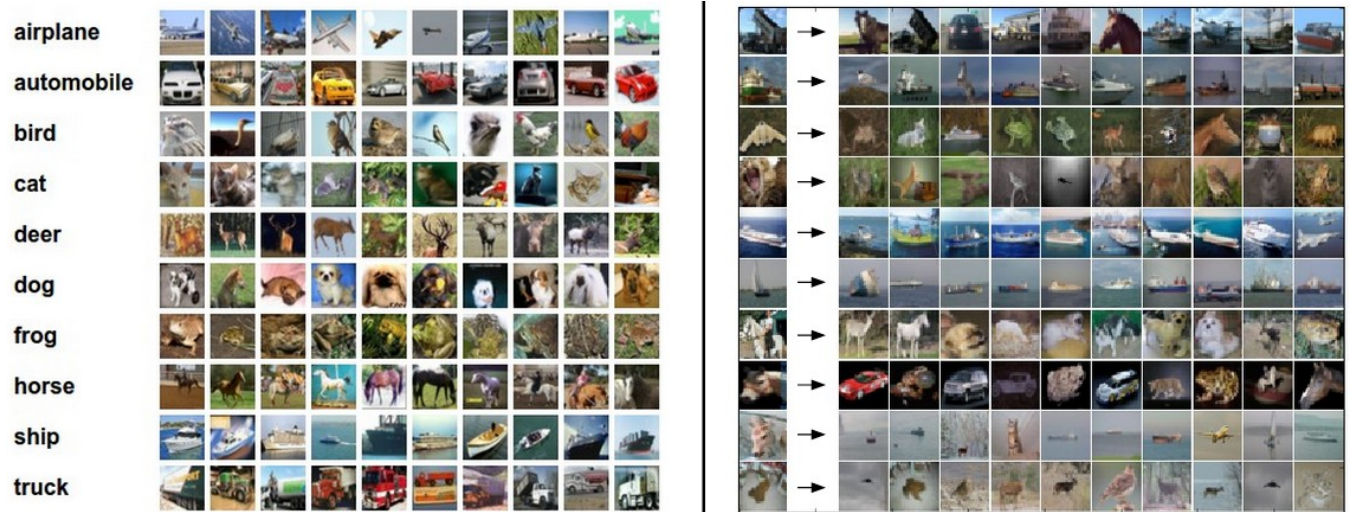 airplane
automobile
bird
cat
deer
dog
frog
horse
ship
truck